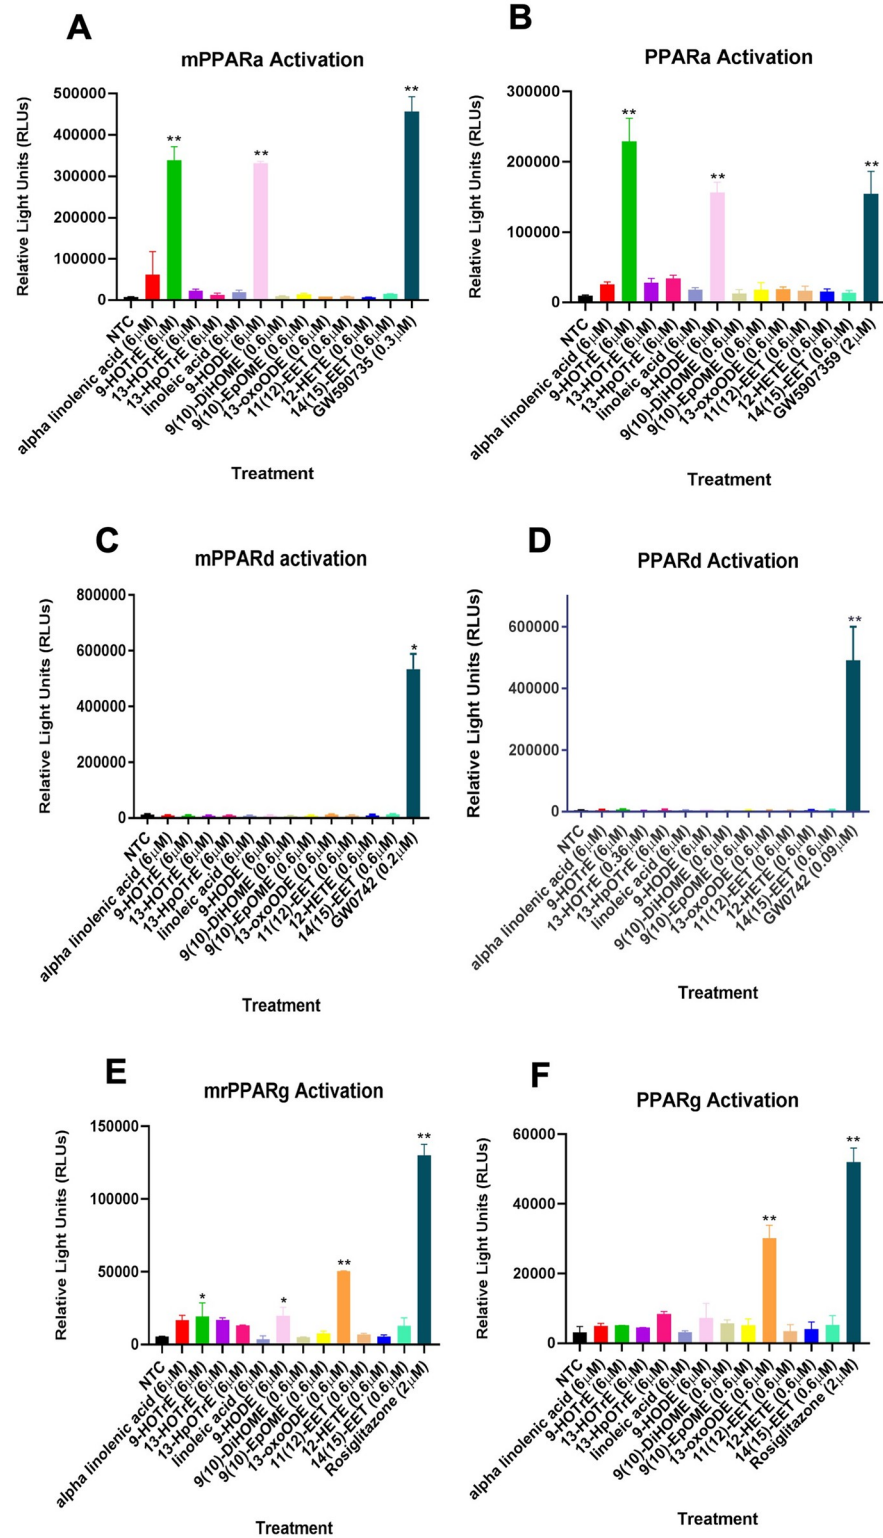 A
mPPARa Activation
Relative Light Units (RLUs)
500000
400000
300000
200000
100000
0
**
**
**
NTC
alpha linolenic acid (6μM)
9-HOTrE (6μM)
13-HOTrE (6μM)
13-HpOTrE (6μM)
linoleic acid (6μM)
9-HODE (6μM)
9(10)-DiHOME (0.6μM)
9(10)-EpOME (0.6μM)
13-oxoODE (0.6μM)
11(12)-EET (0.6μM)
12-HETE (0.6μM)
14(15)-EET (0.6μM)
GW590735 (0.3μM)
Treatment
B
PPARa Activation
Relative Light Units (RLUs)
300000
200000
100000
0
**
**
**
NTC
alpha linolenic acid (6μM)
9-HOTrE (6μM)
13-HOTrE (6μM)
13-HpOTrE (6μM)
linoleic acid (6μM)
9-HODE (6μM)
9(10)-DiHOME (0.6μM)
9(10)-EpOME (0.6μM)
13-oxoODE (0.6μM)
11(12)-EET (0.6μM)
12-HETE (0.6μM)
14(15)-EET (0.6μM)
GW5907359 (2μM)
Treatment
C
mPPARd activation
Relative Light Units (RLUs)
800000
600000
400000
200000
0
*
NTC
alpha linolenic acid (6μM)
9-HOTrE (6μM)
13-HOTrE (6μM)
13-HpOTrE (6μM)
linoleic acid (6μM)
9-HODE (6μM)
9(10)-DiHOME (0.6μM)
9(10)-EpOME (0.6μM)
13-oxoODE (0.6μM)
11(12)-EET (0.6μM)
12-HETE (0.6μM)
14(15)-EET (0.6μM)
GW0742 (0.2μM)
Treatment
D
PPARd Activation
Relative Light Units (RLUs)
600000
400000
200000
0
**
NTC
alpha linolenic acid (6μM)
9-HOTrE (6μM)
13-HOTrE (0.36μM)
13-HpOTrE (6μM)
linoleic acid (6μM)
9-HODE (6μM)
9(10)-DiHOME (0.6μM)
9(10)-EpOME (0.6μM)
13-oxoODE (0.6μM)
11(12)-EET (0.6μM)
12-HETE (0.6μM)
14(15)-EET (0.6μM)
GW0742 (0.09μM)
Treatment
E
mrPPARg Activation
Relative Light Units (RLUs)
150000
100000
50000
0
*
*
**
**
NTC
alpha linolenic acid (6μM)
9-HOTrE (6μM)
13-HOTrE (6μM)
13-HpOTrE (6μM)
linoleic acid (6μM)
9-HODE (6μM)
9(10)-DiHOME (0.6μM)
9(10)-EpOME (0.6μM)
13-oxoODE (0.6μM)
11(12)-EET (0.6μM)
12-HETE (0.6μM)
14(15)-EET (0.6μM)
Rosiglitazone (2μM)
Treatment
F
PPARg Activation
Relative Light Units (RLUs)
60000
40000
20000
0
**
**
NTC
alpha linolenic acid (6μM)
9-HOTrE (6μM)
13-HOTrE (6μM)
13-HpOTrE (6μM)
linoleic acid (6μM)
9-HODE (6μM)
9(10)-DiHOME (0.6μM)
9(10)-EpOME (0.6μM)
13-oxoODE (0.6μM)
11(12)-EET (0.6μM)
12-HETE (0.6μM)
14(15)-EET (0.6μM)
Rosiglitazone (2μM)
Treatment